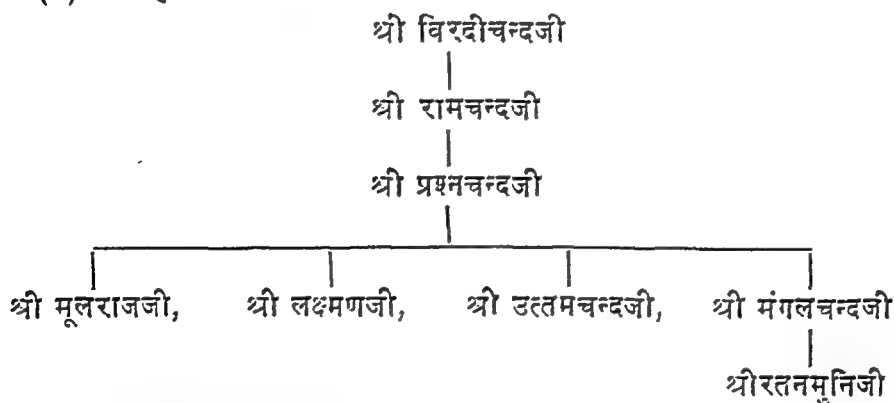 श्री विरदीचन्दजी
श्री रामचन्दजी
श्री प्रश्नचन्दजी
श्री मूलराजजी, श्री लक्ष्मणजी, श्री उत्तमचन्दजी, श्री मंगलचन्दजी
श्रीरतनमुनिजी